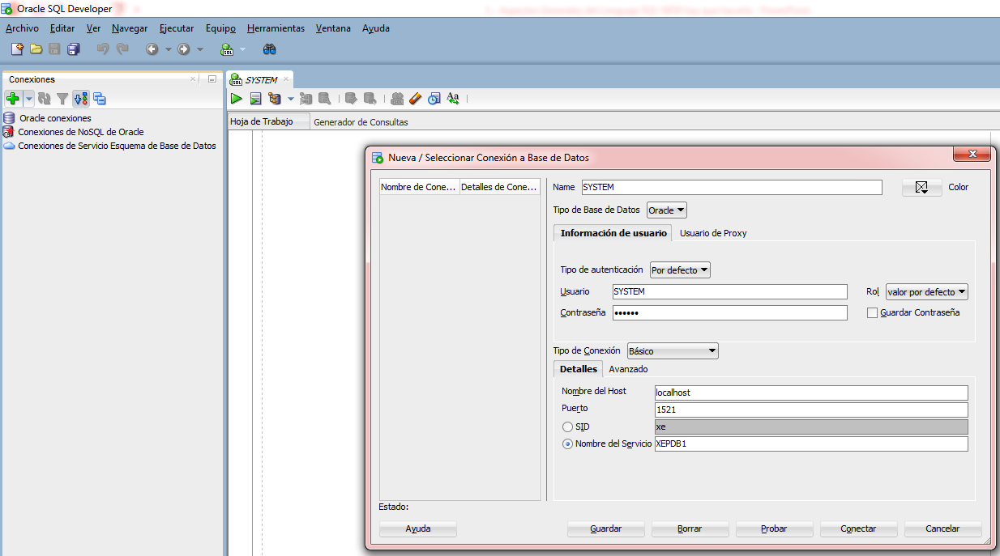 Oracle SQL Developer
Archivo Editar Ver Navegar Ejecutar Equipo Herramientas Ventana Ayuda
Conexiones
SYSTEM
Oracle conexiones
Conexiones de NoSQL de Oracle
Conexiones de Servicio Esquema de Base de Datos
Hoja de Trabajo Generador de Consultas
Nueva / Seleccionar Conexión a Base de Datos
Nombre de Cone... Detalles de Cone...
Name SYSTEM Color
Tipo de Base de Datos Oracle
Información de usuario Usuario de Proxy
Tipo de autenticación Por defecto
Usuario SYSTEM Rol valor por defecto
Contraseña •••••• Guardar Contraseña
Tipo de Conexión Básico
Detalles Avanzado
Nombre del Host localhost
Puerto 1521
SID xe
Nombre del Servicio XEPDB1
Estado:
Ayuda Guardar Borrar Probar Conectar Cancelar